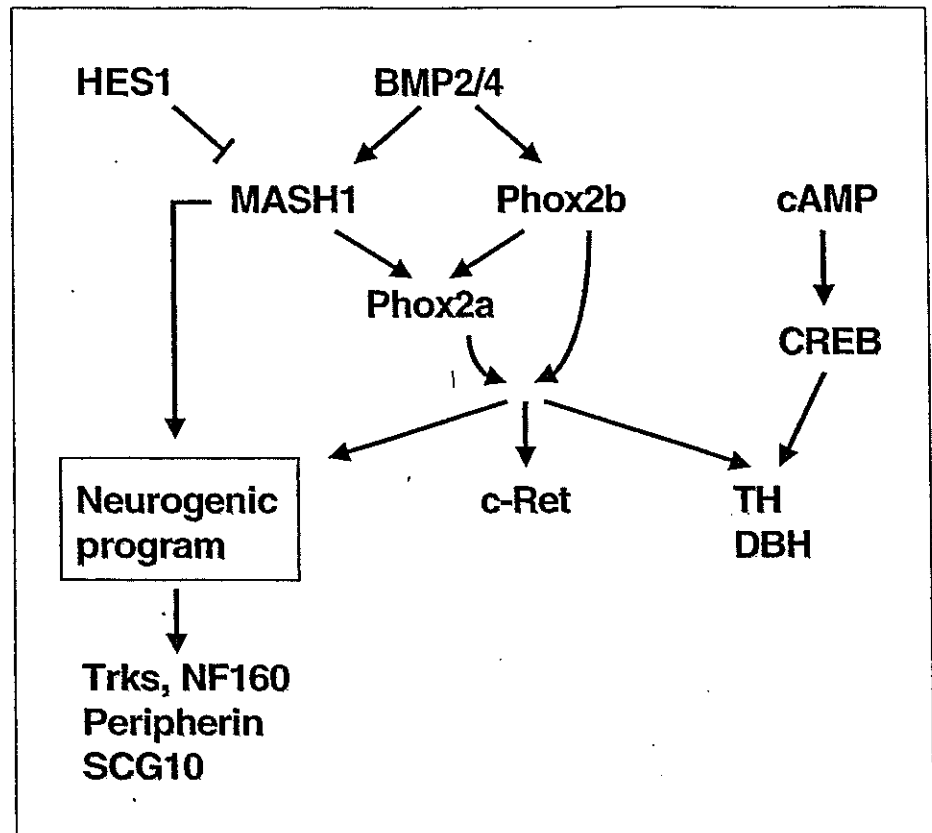 HES1
BMP2/4
MASH1
Phox2b
cAMP
Phox2a
CREB
Neurogenic
program
c-Ret
TH
DBH
Trks, NF160
Peripherin
SCG10